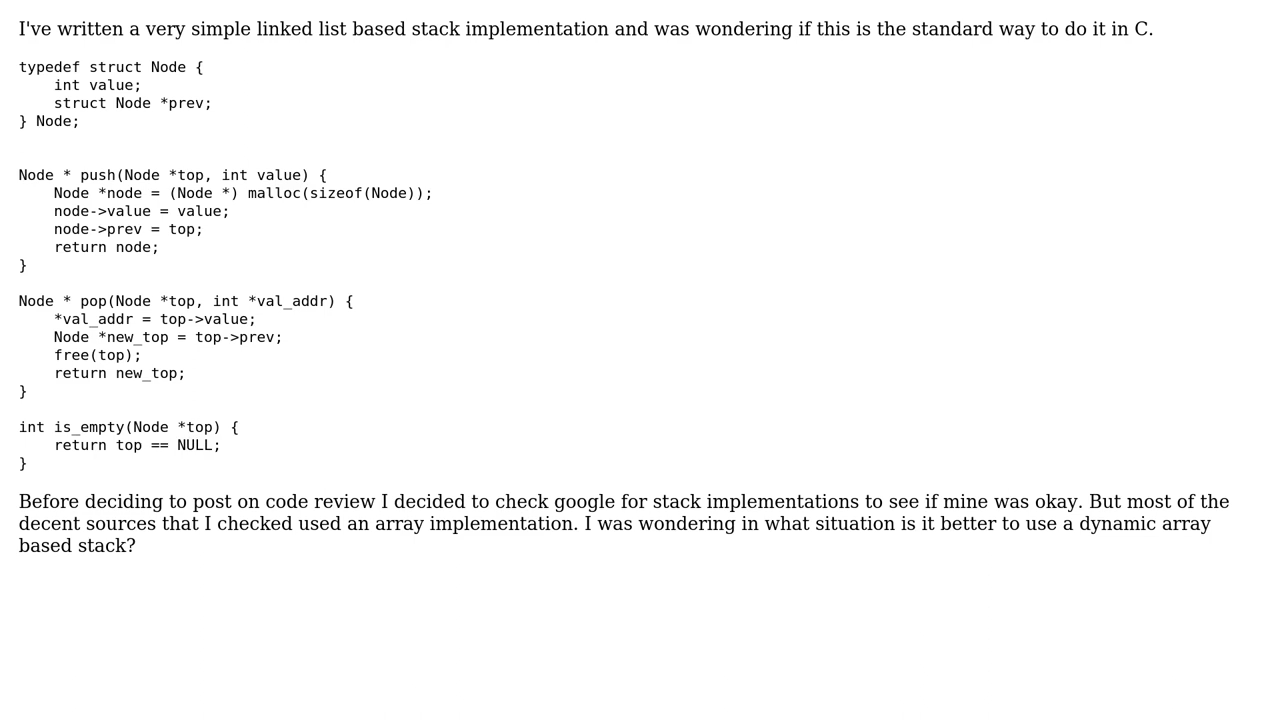 I've written a very simple linked list based stack implementation and was wondering if this is the standard way to do it in C.
typedef struct Node {
    int value;
    struct Node *prev;
} Node;
Node * push(Node *top, int value) {
    Node *node = (Node *) malloc(sizeof(Node));
    node->value = value;
    node->prev = top;
    return node;
}
Node * pop(Node *top, int *val_addr) {
    *val_addr = top->value;
    Node *new_top = top->prev;
    free(top);
    return new_top;
}
int is_empty(Node *top) {
    return top == NULL;
}
Before deciding to post on code review I decided to check google for stack implementations to see if mine was okay. But most of the
decent sources that I checked used an array implementation. I was wondering in what situation is it better to use a dynamic array
based stack?